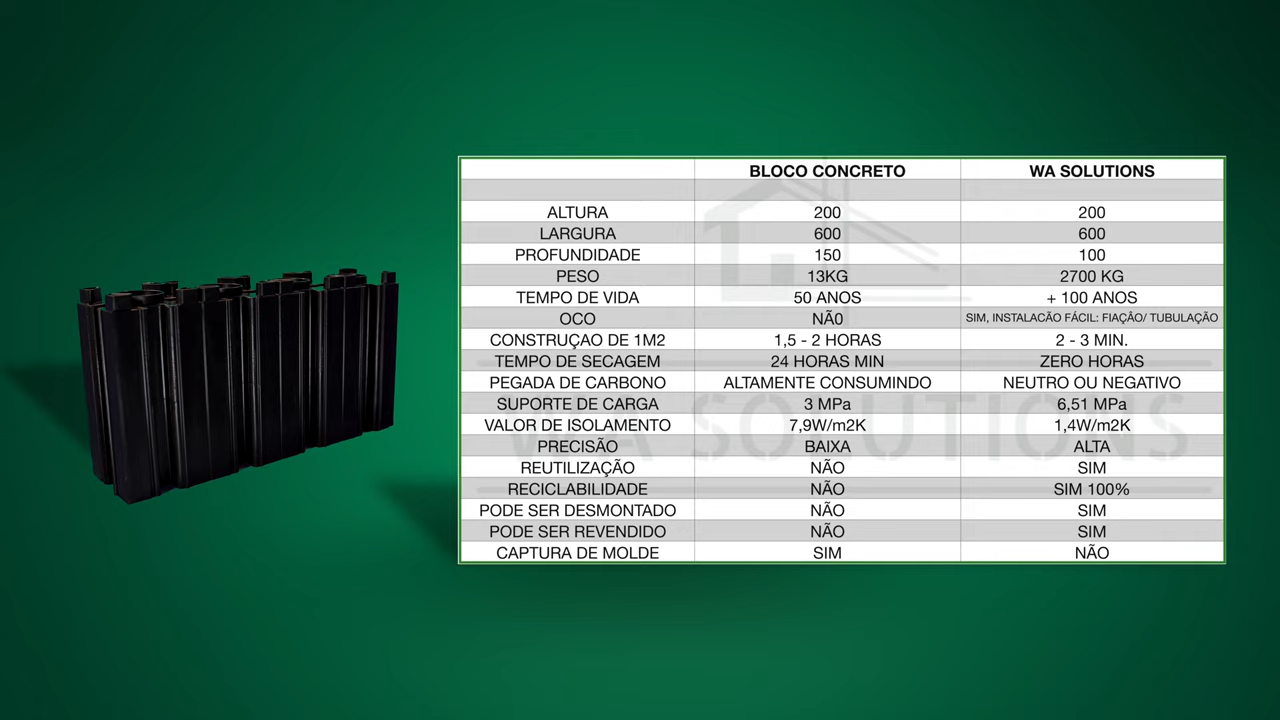 BLOCO CONCRETO WA SOLUTIONS
ALTURA 200 200
LARGURA 600 600
PROFUNDIDADE 150 100
PESO 13KG 2700 KG
TEMPO DE VIDA 50 ANOS + 100 ANOS
OCO NÃ0 SIM, INSTALACÃO FÁCIL: FIAÇÂO/ TUBULAÇÃO
CONSTRUÇAO DE 1M2 1,5 - 2 HORAS 2 - 3 MIN.
TEMPO DE SECAGEM 24 HORAS MIN ZERO HORAS
PEGADA DE CARBONO ALTAMENTE CONSUMINDO NEUTRO OU NEGATIVO
SUPORTE DE CARGA 3 MPa 6,51 MPa
VALOR DE ISOLAMENTO 7,9W/m2K 1,4W/m2K
PRECISÃO BAIXA ALTA
REUTILIZAÇÃO NÃO SIM
RECICLABILIDADE NÃO SIM 100%
PODE SER DESMONTADO NÃO SIM
PODE SER REVENDIDO NÃO SIM
CAPTURA DE MOLDE SIM NÃO
WA SOLUTIONS